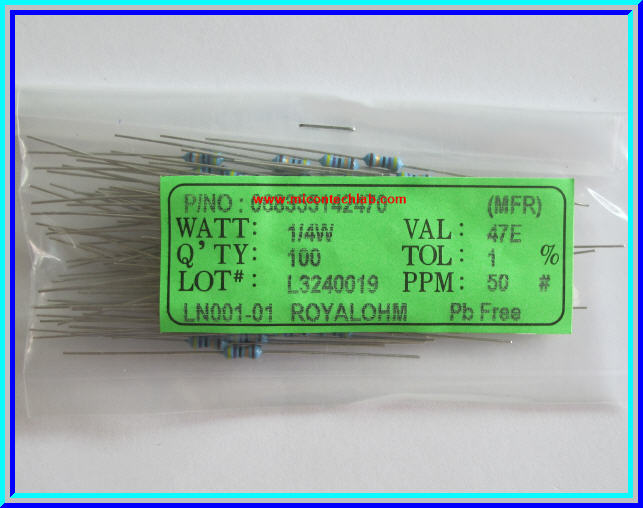 www.micontechlab.com
P/NO : (MFR)
WATT: 1/4W VAL: 47E
Q'TY: 100 TOL: 1 %
LOT#: L3240019 PPM: 50 #
LN001-01 ROYALOHM Pb Free